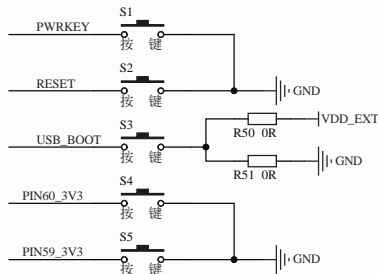 S1
PWRKEY
按 键
S2
RESET
GND
按 键
VDD_EXT
S3
USB_BOOT
R50 0R
按 键
GND
R51 0R
S4
PIN60_3V3
按 键
S5
PIN59_3V3
GND
按 键